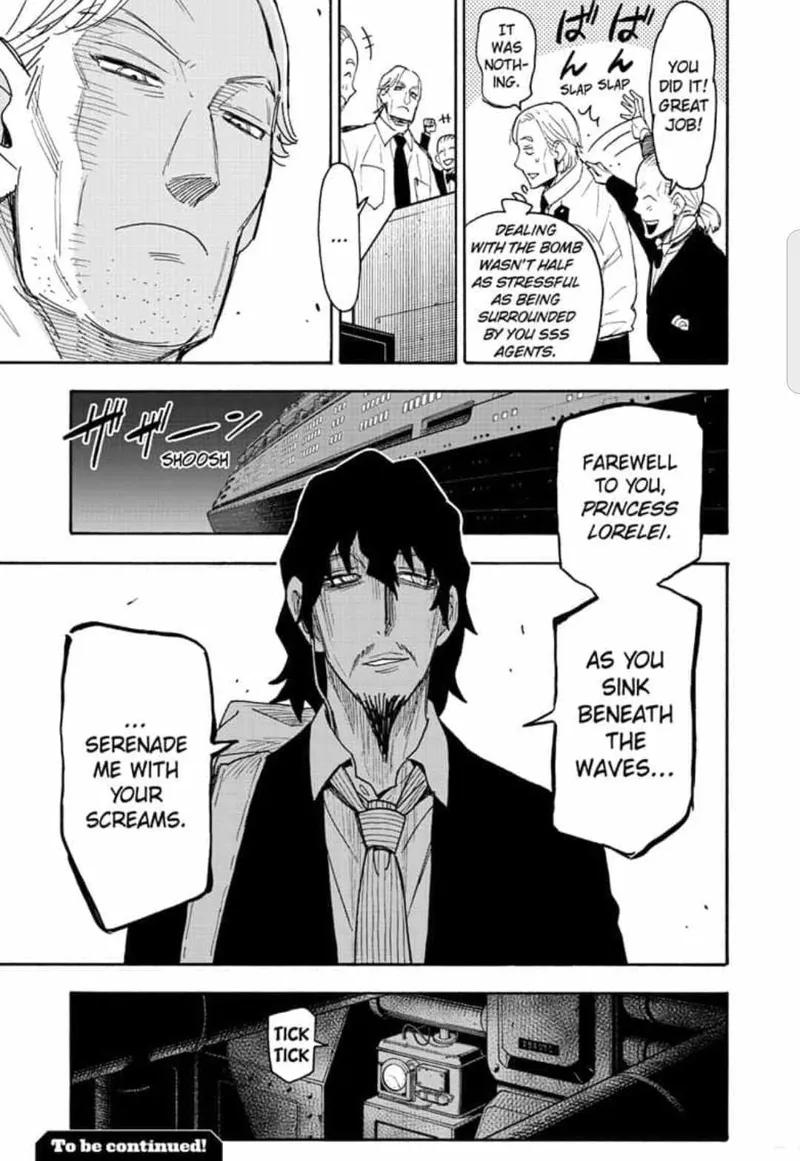 YOU
DID IT!
GREAT
JOB!
ばん
SLAP
ばん
SLAP
IT
WAS
NOTH-
ING.
DEALING
WITH THE BOMB
WASN'T HALF
AS STRESSFUL
AS BEING
SURROUNDED
BY YOU SSS
AGENTS.
...
ザザーン
SHOOSH
FAREWELL
TO YOU,
PRINCESS
LORELEI.
AS YOU
SINK
BENEATH
THE
WAVES...
...
SERENADE
ME WITH
YOUR
SCREAMS.
TICK
TICK
To be continued!